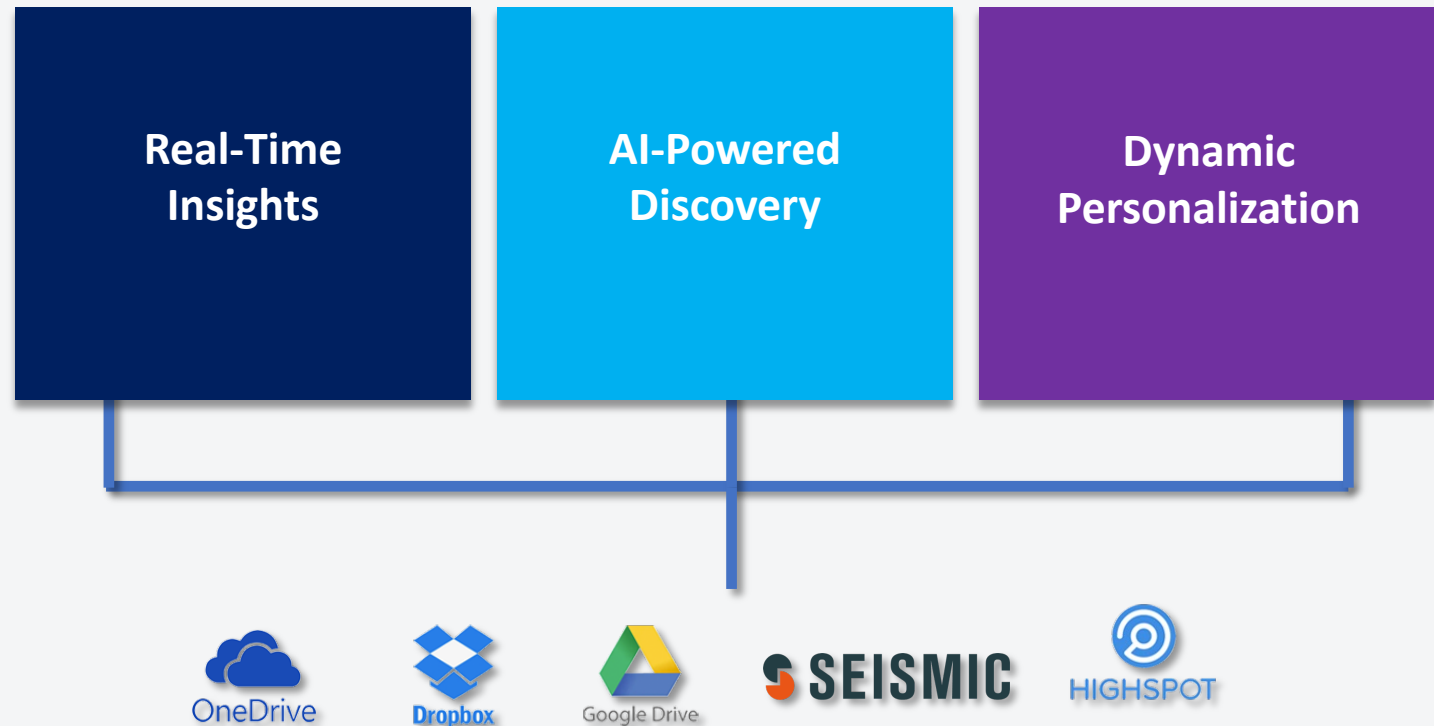 Real-Time
Insights
AI-Powered
Discovery
Dynamic
Personalization
OneDrive
Dropbox
Google Drive
SEISMIC
HIGHSPOT